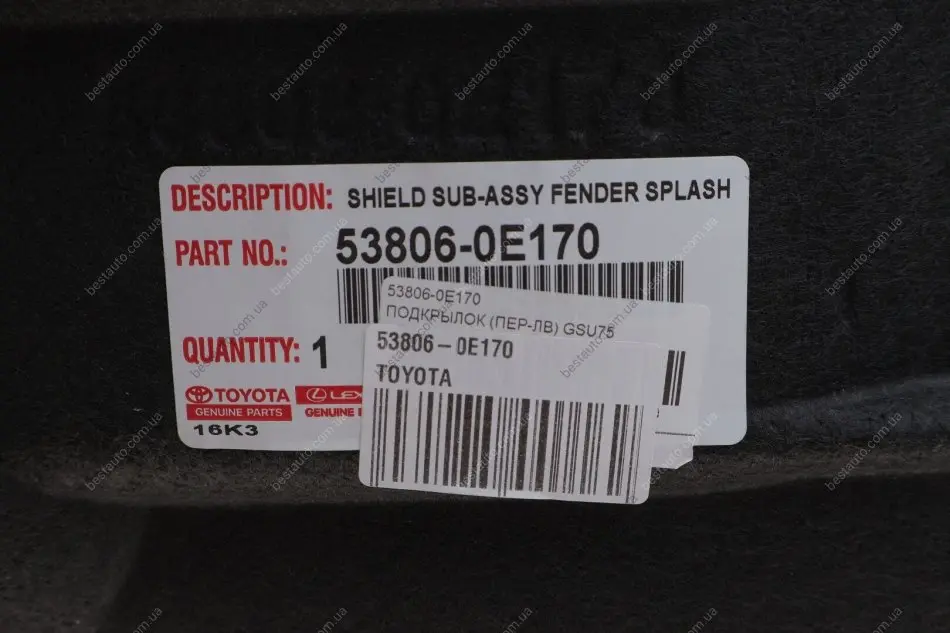 DESCRIPTION: SHIELD SUB-ASSY FENDER SPLASH
PART NO.: 53806-0E170
53806-0E170
ПОДКРЫЛОК (ПЕР-ЛВ) GSU75
53806-0E170
TOYOTA
QUANTITY: 1
TOYOTA
GENUINE PARTS
GENUINE
16K3
bestauto.com.ua